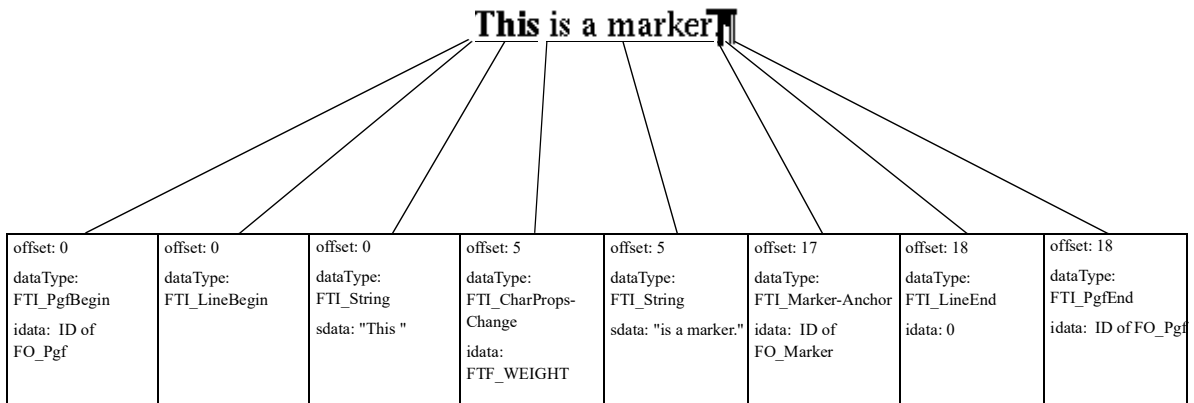 This is a marker.¶
offset: 0
dataType:
FTI_PgfBegin
idata: ID of
FO_Pgf
offset: 0
dataType:
FTI_LineBegin
offset: 0
dataType:
FTI_String
sdata: "This "
offset: 5
dataType:
FTI_CharProps-
Change
idata:
FTF_WEIGHT
offset: 5
dataType:
FTI_String
sdata: "is a marker."
offset: 17
dataType:
FTI_Marker-Anchor
idata: ID of
FO_Marker
offset: 18
dataType:
FTI_LineEnd
idata: 0
offset: 18
dataType:
FTI_PgfEnd
idata: ID of FO_Pgf